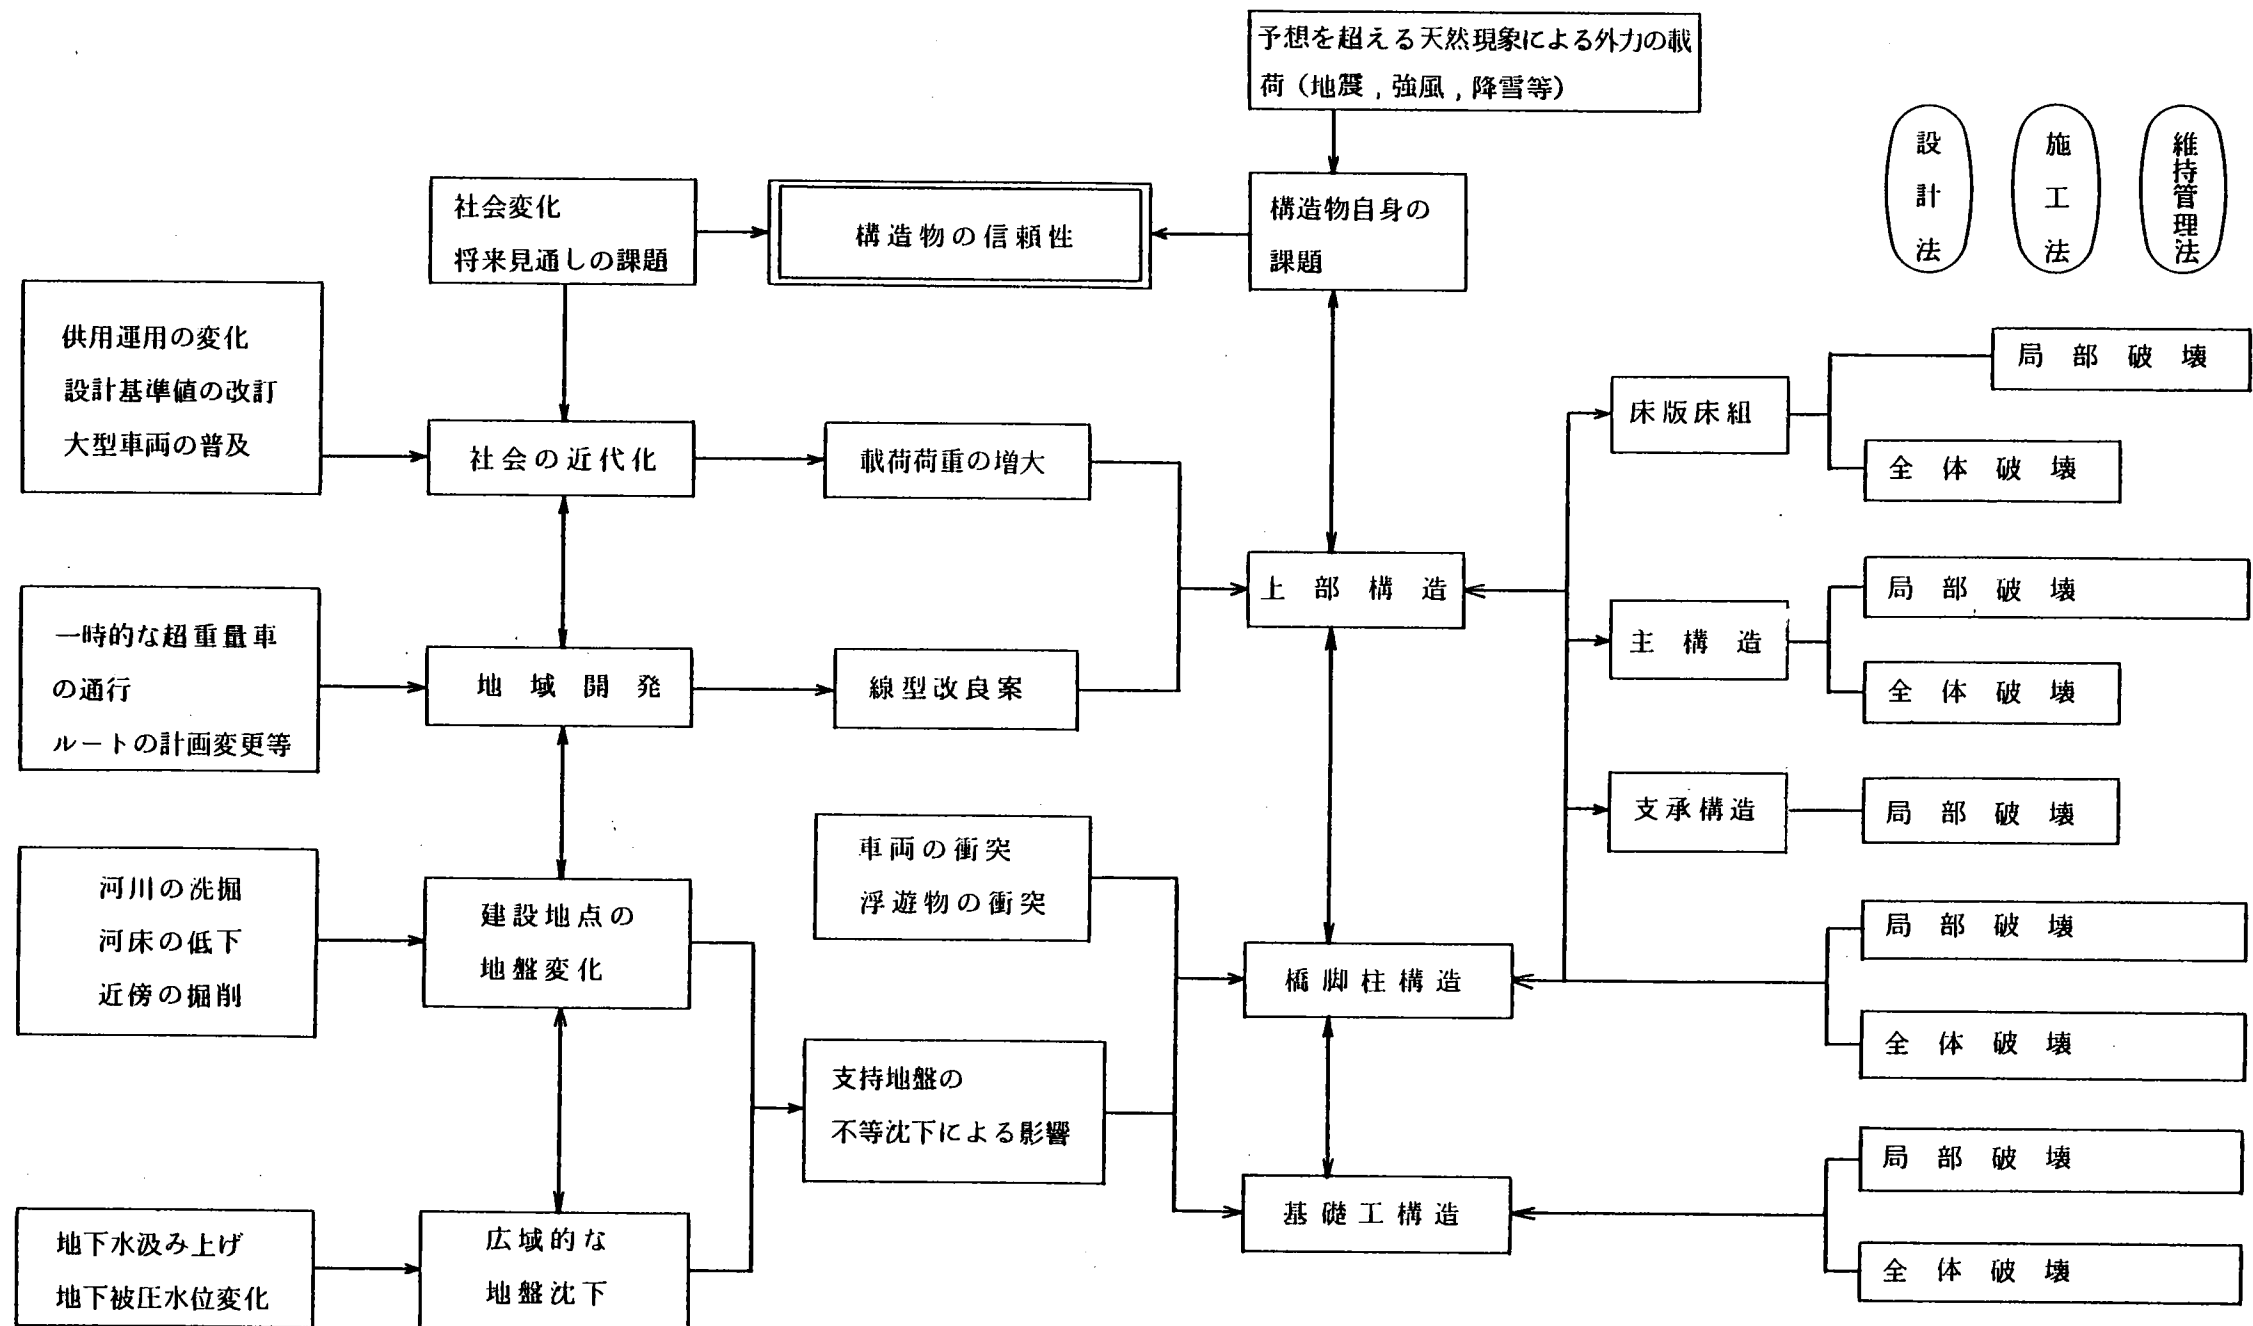 予想を超える天然現象による外力の載
荷（地震，強風，降雪等）
設計法
施工法
維持管理法
社会変化
将来見通しの課題
構造物の信頼性
構造物自身の
課題
供用運用の変化
設計基準値の改訂
大型車両の普及
社会の近代化
載荷荷重の増大
床版床組
局部破壊
全体破壊
一時的な超重量車
の通行
ルートの計画変更等
地域開発
線型改良案
上部構造
主構造
局部破壊
全体破壊
支承構造
局部破壊
河川の洗掘
河床の低下
近傍の掘削
建設地点の
地盤変化
車両の衝突
浮遊物の衝突
橋脚柱構造
局部破壊
全体破壊
支持地盤の
不等沈下による影響
地下水汲み上げ
地下被圧水位変化
広域的な
地盤沈下
基礎工構造
局部破壊
全体破壊